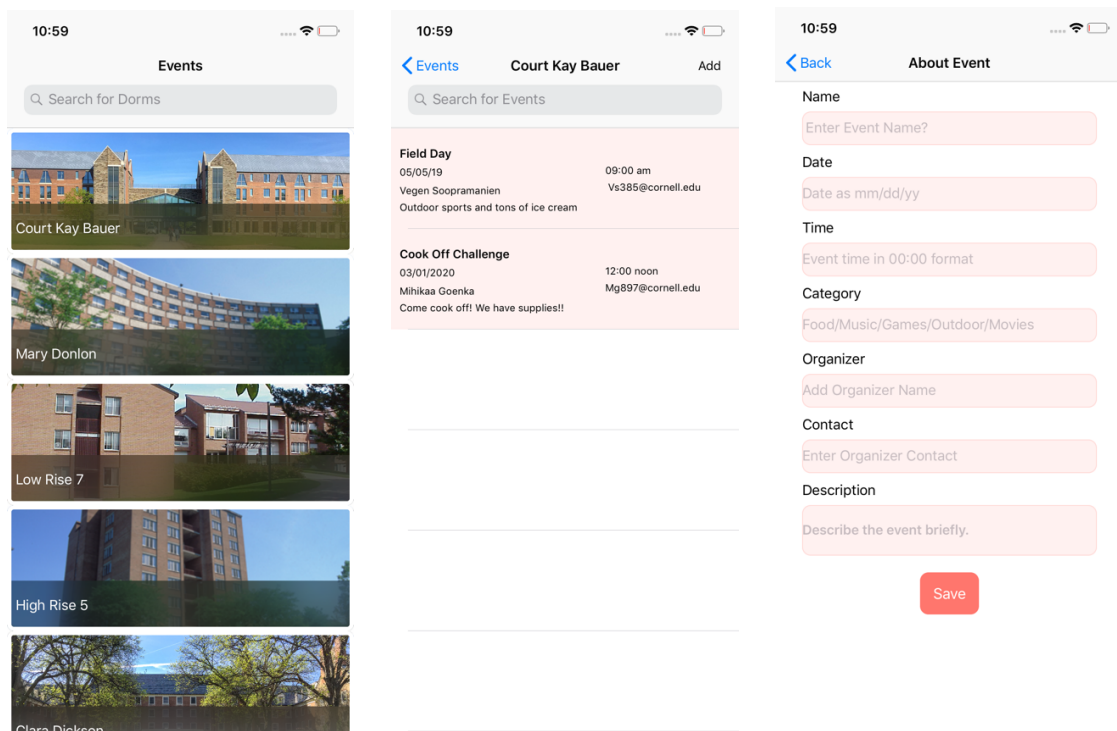 10:59
Events
Search for Dorms
Court Kay Bauer
Mary Donlon
Low Rise 7
High Rise 5
Clara Dickson
10:59
Events
Court Kay Bauer
Add
Search for Events
Field Day
05/05/19
09:00 am
Vegen Soopramanien
Vs385@cornell.edu
Outdoor sports and tons of ice cream
Cook Off Challenge
03/01/2020
12:00 noon
Mihikaa Goenka
Mg897@cornell.edu
Come cook off! We have supplies!!
10:59
Back
About Event
Name
Enter Event Name?
Date
Date as mm/dd/yy
Time
Event time in 00:00 format
Category
Food/Music/Games/Outdoor/Movies
Organizer
Add Organizer Name
Contact
Enter Organizer Contact
Description
Describe the event briefly.
Save